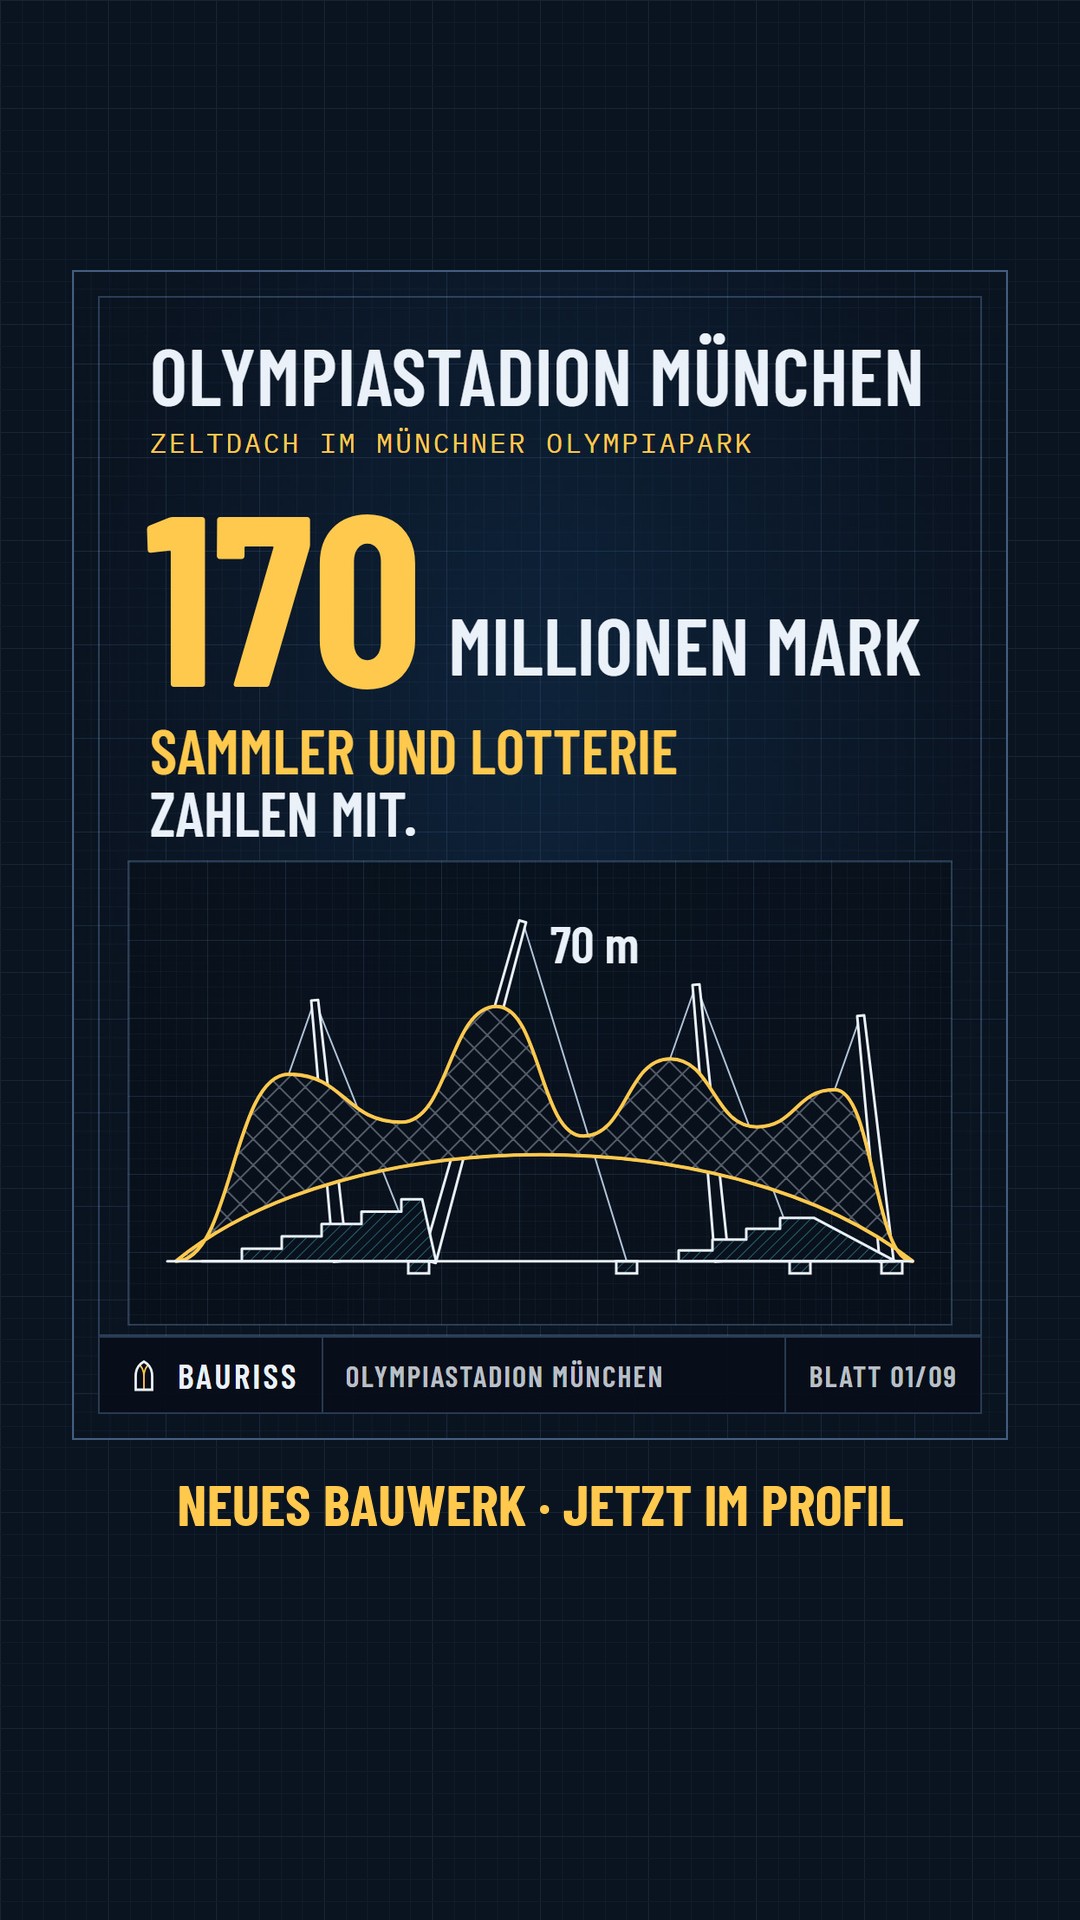 OLYMPIASTADION MÜNCHEN
ZELTDACH IM MÜNCHNER OLYMPIAPARK
170 MILLIONEN MARK
SAMMLER UND LOTTERIE
ZAHLEN MIT.
70 m
BAURISS OLYMPIASTADION MÜNCHEN BLATT 01/09
NEUES BAUWERK · JETZT IM PROFIL